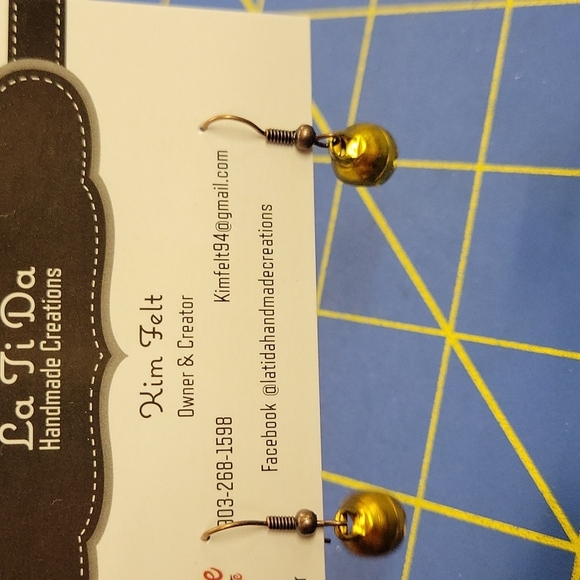 La Ti Da
Handmade Creations
Kim Felt
Owner & Creator
303-268-1598 Kimfelt94@gmail.com
Facebook @latidahandmadecreations